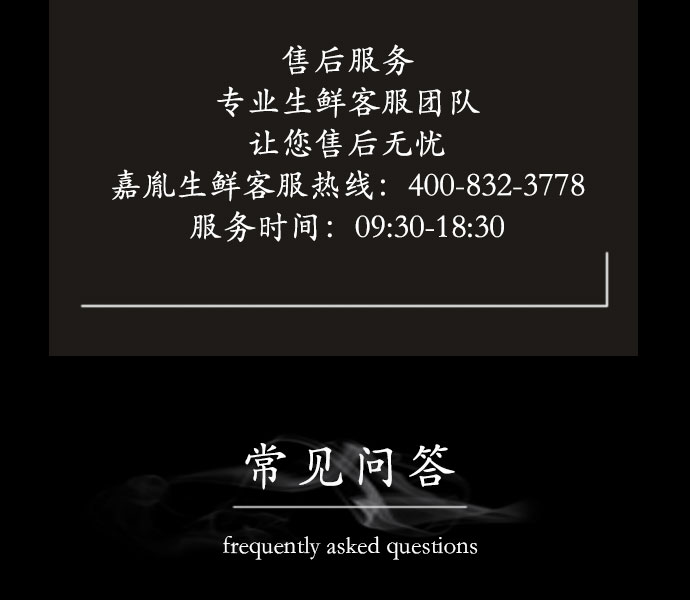 售后服务
专业生鲜客服团队
让您售后无忧
嘉胤生鲜客服热线：400-832-3778
服务时间：09:30-18:30
常见问答
frequently asked questions